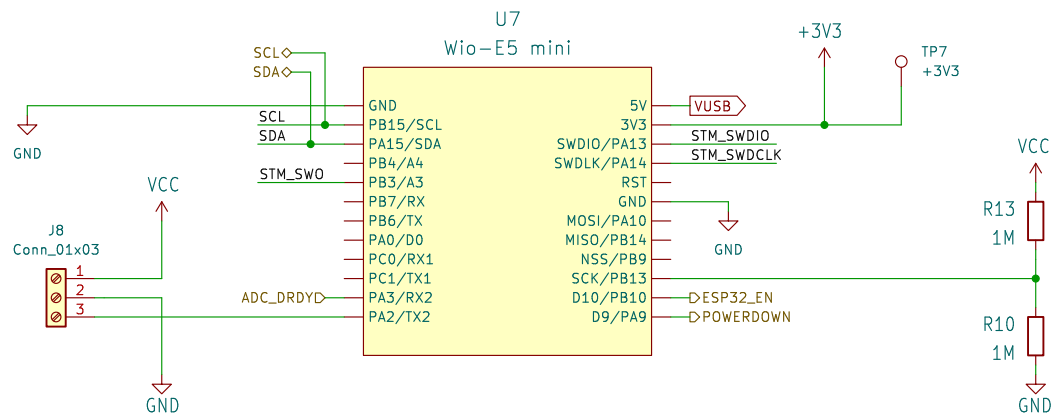 U7
Wio-E5 mini
+3V3
TP7
+3V3
SCL
SDA
GND
SCL
SDA
STM_SWO
GND
PB15/SCL
PA15/SDA
PB4/A4
PB3/A3
PB7/RX
PB6/TX
PA0/D0
PC0/RX1
PC1/TX1
PA3/RX2
PA2/TX2
5V
3V3
SWDIO/PA13
SWDLK/PA14
RST
GND
MOSI/PA10
MISO/PB14
NSS/PB9
SCK/PB13
D10/PB10
D9/PA9
VUSB
STM_SWDIO
STM_SWDCLK
GND
ESP32_EN
POWERDOWN
VCC
R13
1M
R10
1M
GND
VCC
J8
Conn_01x03
1
2
3
ADC_DRDY
GND